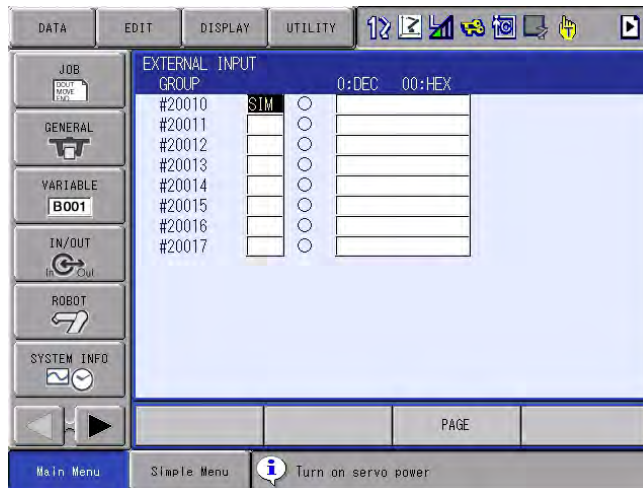 DATA EDIT DISPLAY UTILITY
JOB
DOUT
MOVE
END
GENERAL
VARIABLE
B001
IN/OUT
In Out
ROBOT
SYSTEM INFO
EXTERNAL INPUT
GROUP 0:DEC 00:HEX
#20010 SIM
#20011
#20012
#20013
#20014
#20015
#20016
#20017
PAGE
Main Menu Simple Menu Turn on servo power